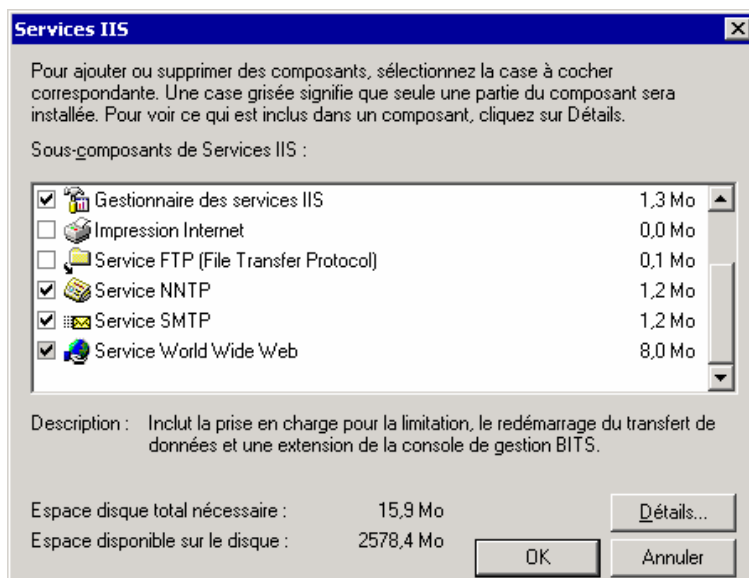 Services IIS
Pour ajouter ou supprimer des composants, sélectionnez la case à cocher
correspondante. Une case grisée signifie que seule une partie du composant sera
installée. Pour voir ce qui est inclus dans un composant, cliquez sur Détails.
Sous-composants de Services IIS :
Gestionnaire des services IIS 1,3 Mo
Impression Internet 0,0 Mo
Service FTP (File Transfer Protocol) 0,1 Mo
Service NNTP 1,2 Mo
Service SMTP 1,2 Mo
Service World Wide Web 8,0 Mo
Description : Inclut la prise en charge pour la limitation, le redémarrage du transfert de
données et une extension de la console de gestion BITS.
Espace disque total nécessaire : 15,9 Mo
Détails...
Espace disponible sur le disque : 2578,4 Mo
OK
Annuler